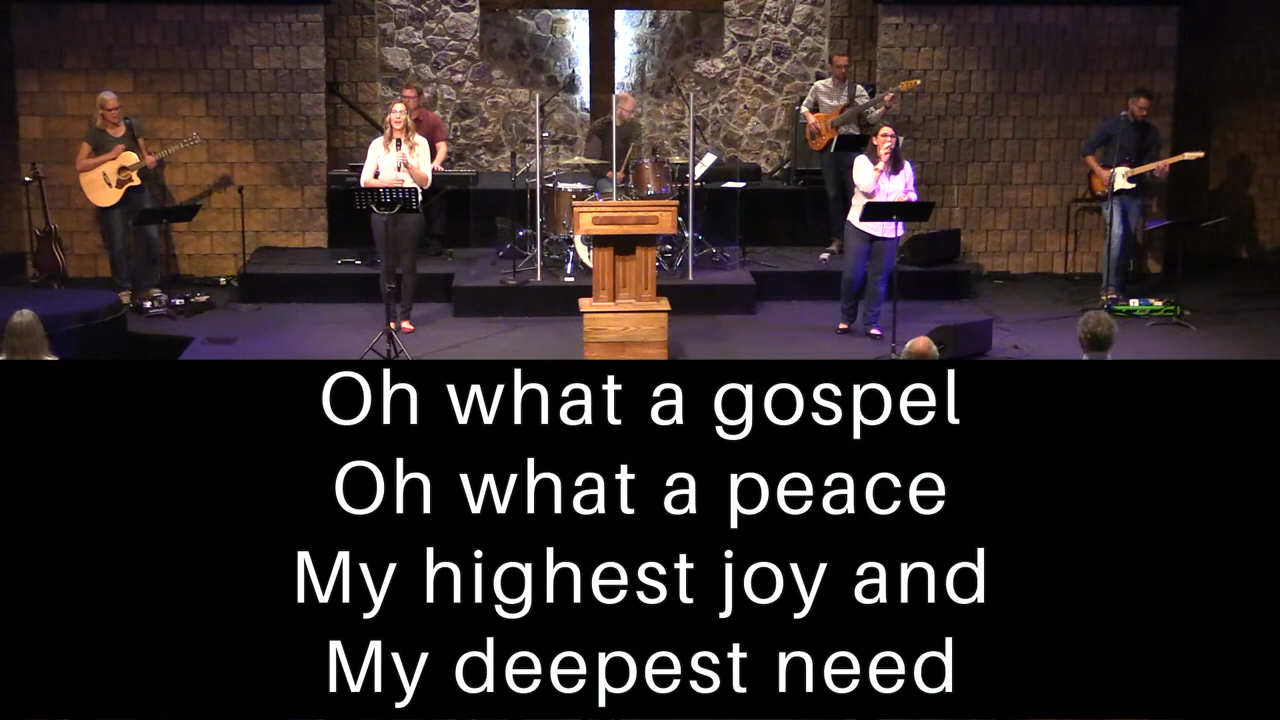 Oh what a gospel
Oh what a peace
My highest joy and
My deepest need